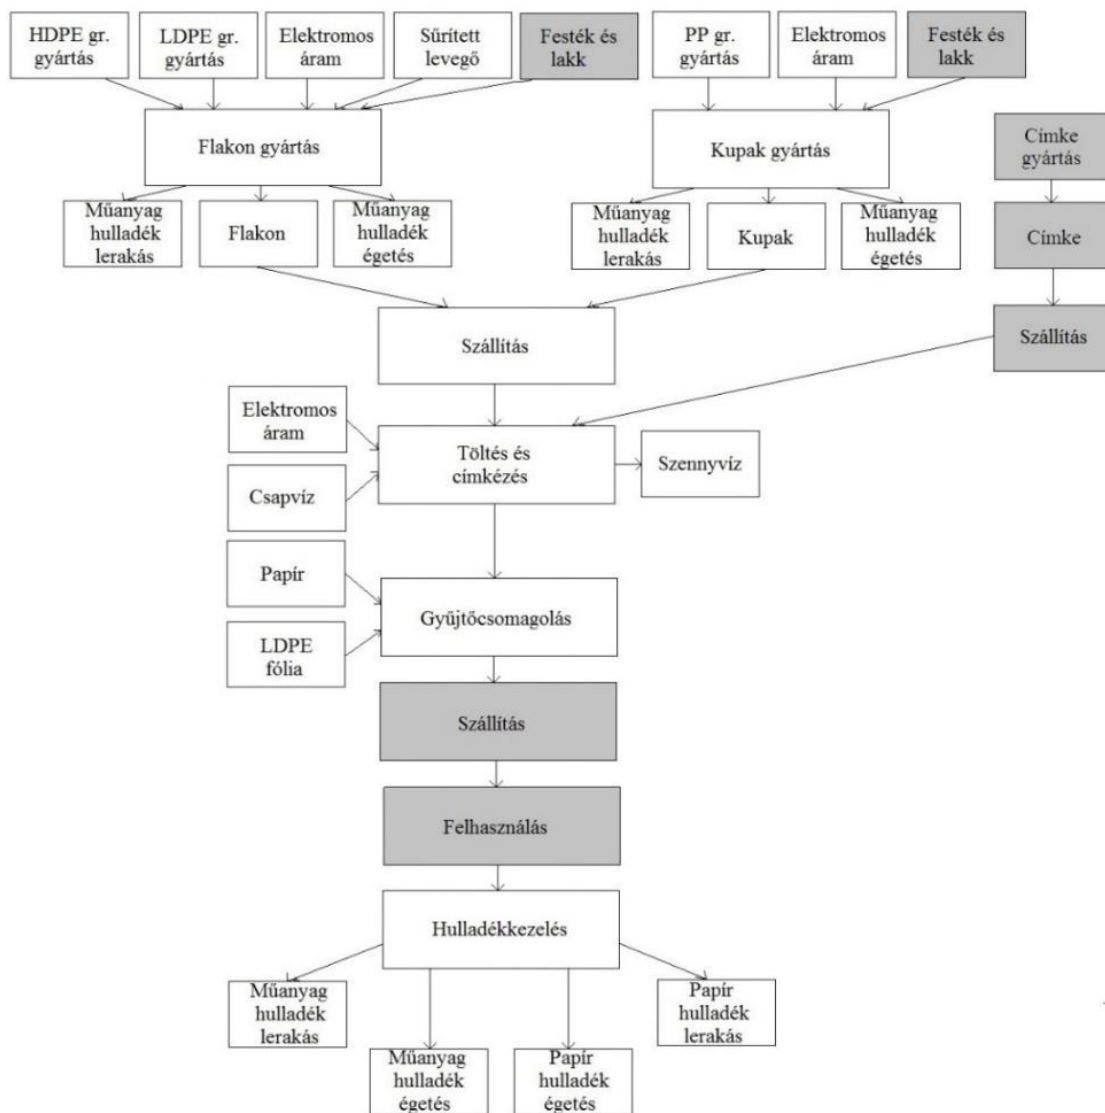 HDPE gr.
gyártás
LDPE gr.
gyártás
Elektromos
áram
Sűrített
levegő
Festék és
lakk
PP gr.
gyártás
Elektromos
áram
Festék és
lakk
Flakon gyártás
Kupak gyártás
Címke
gyártás
Műanyag
hulladék
lerakás
Flakon
Műanyag
hulladék
égetés
Műanyag
hulladék
lerakás
Kupak
Műanyag
hulladék
égetés
Címke
Szállítás
Szállítás
Elektromos
áram
Töltés és
címkézés
Szennyvíz
Csapvíz
Papír
Gyűjtőcsomagolás
LDPE
fólia
Szállítás
Felhasználás
Hulladékkezelés
Műanyag
hulladék
lerakás
Papír
hulladék
lerakás
Műanyag
hulladék
égetés
Papír
hulladék
égetés